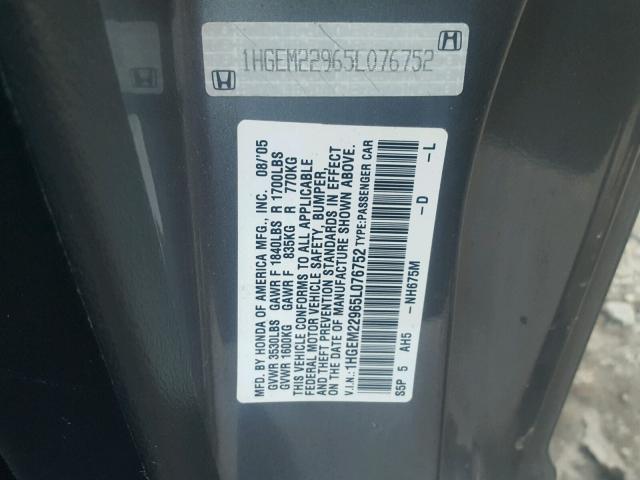 1HGEM22965L076752
MFD. BY HONDA OF AMERICA MFG., INC. 08/'05
GVWR 3530LBS GAWR F 1840LBS R 1700LBS
GVWR 1600KG GAWR F 835KG R 770KG
THIS VEHICLE CONFORMS TO ALL APPLICABLE
FEDERAL MOTOR VEHICLE SAFETY, BUMPER,
AND THEFT PREVENTION STANDARDS IN EFFECT
ON THE DATE OF MANUFACTURE SHOWN ABOVE.
V.I.N.: 1HGEM22965L076752 TYPE:PASSENGER CAR
S5P 5 AH5 -NH675M -D -L